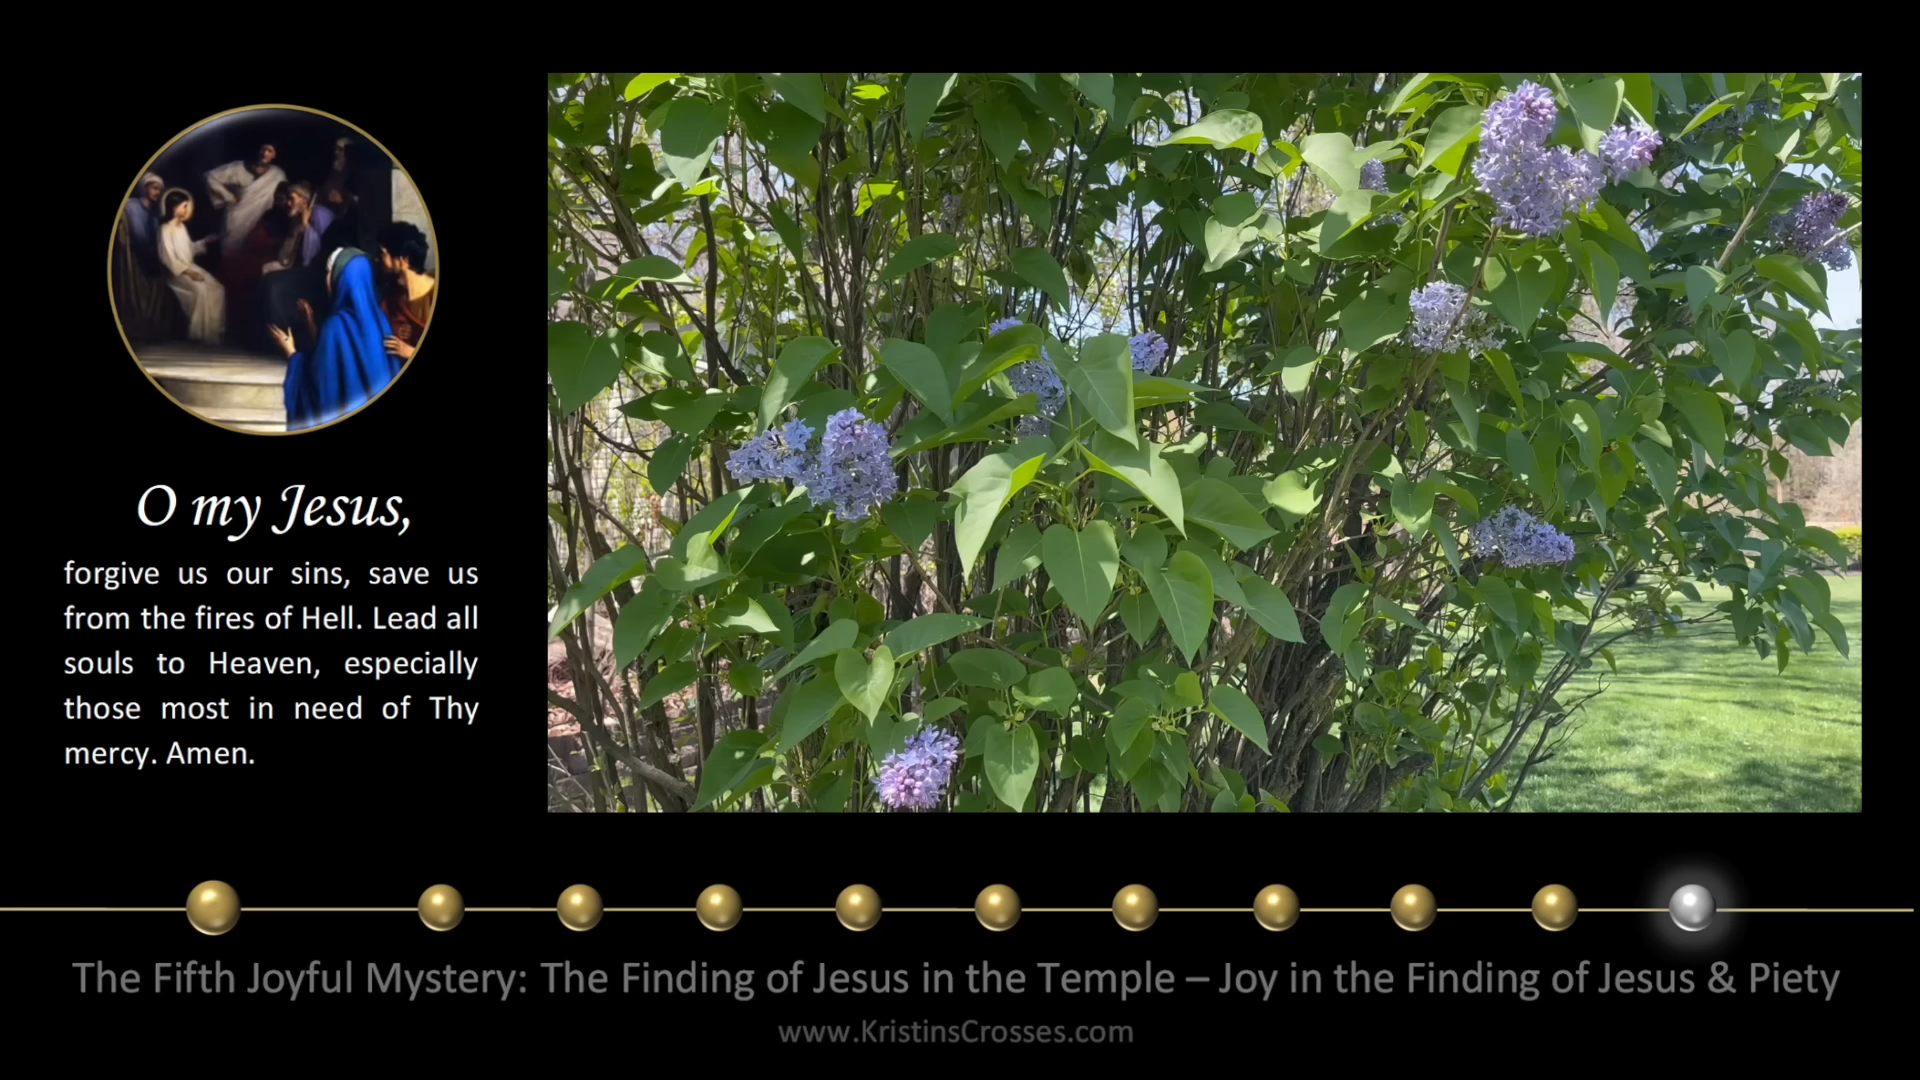 O my Jesus,
forgive us our sins, save us
from the fires of Hell. Lead all
souls to Heaven, especially
those most in need of Thy
mercy. Amen.
The Fifth Joyful Mystery: The Finding of Jesus in the Temple – Joy in the Finding of Jesus & Piety
www.KristinsCrosses.com